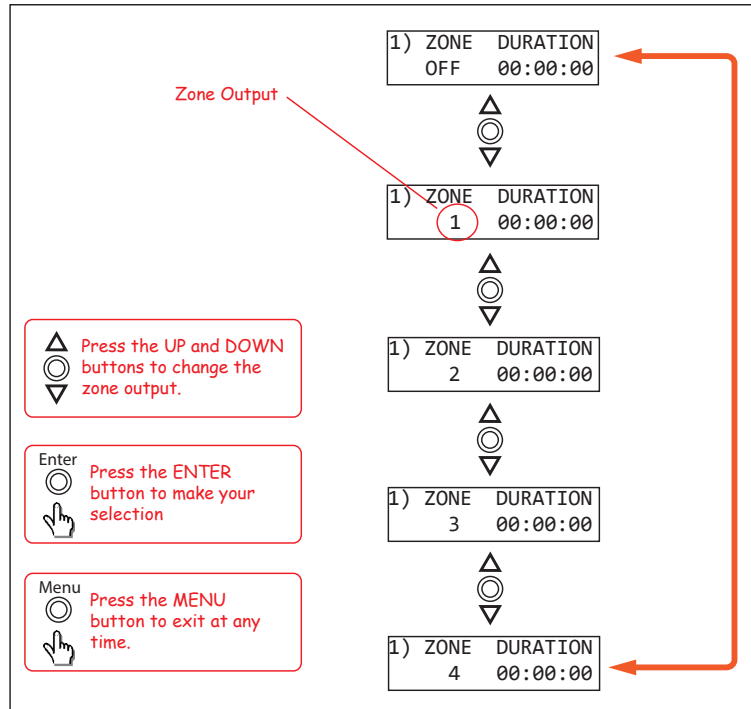 1) ZONE DURATION
OFF 00:00:00
Zone Output
1) ZONE DURATION
1 00:00:00
Press the UP and DOWN
buttons to change the
zone output.
1) ZONE DURATION
2 00:00:00
Enter
Press the ENTER
button to make your
selection
1) ZONE DURATION
3 00:00:00
Menu
Press the MENU
button to exit at any
time.
1) ZONE DURATION
4 00:00:00